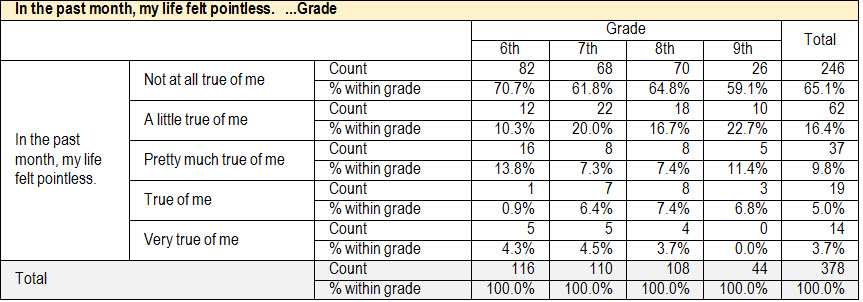 In the past month, my life felt pointless. ...Grade
Grade
Total
6th 7th 8th 9th
In the past month, my life felt pointless.
Not at all true of me
Count 82 68 70 26 246
% within grade 70.7% 61.8% 64.8% 59.1% 65.1%
A little true of me
Count 12 22 18 10 62
% within grade 10.3% 20.0% 16.7% 22.7% 16.4%
Pretty much true of me
Count 16 8 8 5 37
% within grade 13.8% 7.3% 7.4% 11.4% 9.8%
True of me
Count 1 7 8 3 19
% within grade 0.9% 6.4% 7.4% 6.8% 5.0%
Very true of me
Count 5 5 4 0 14
% within grade 4.3% 4.5% 3.7% 0.0% 3.7%
Total
Count 116 110 108 44 378
% within grade 100.0% 100.0% 100.0% 100.0% 100.0%